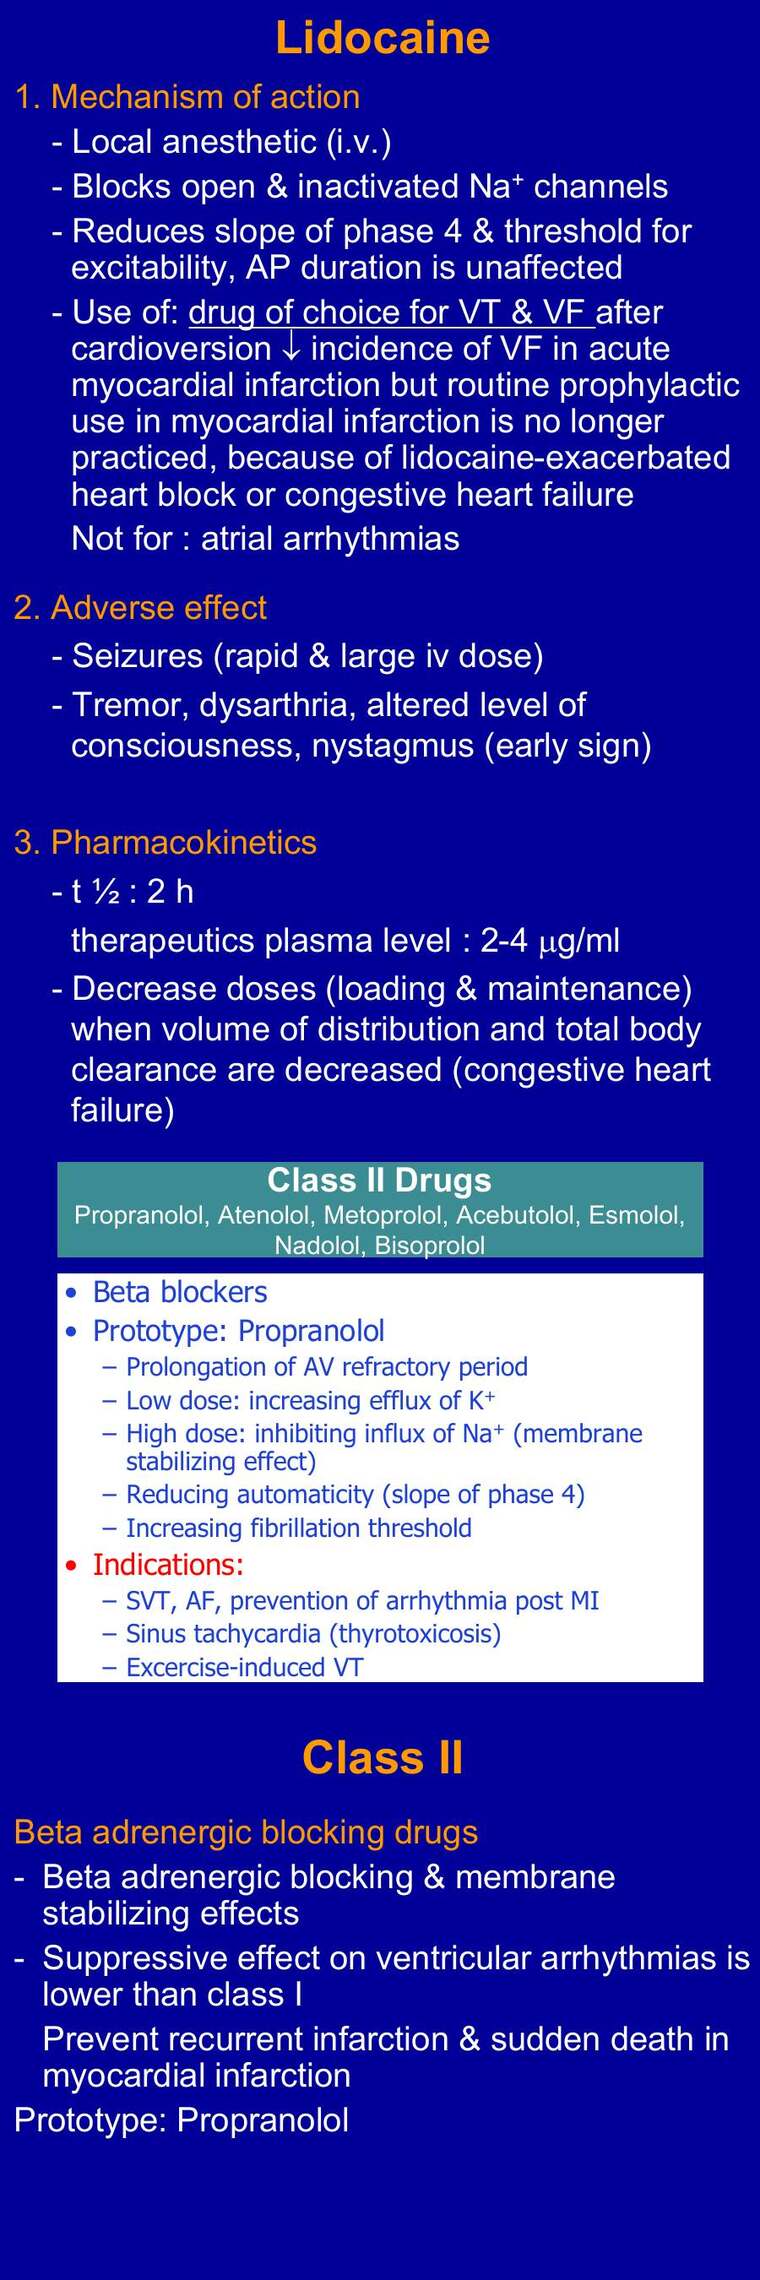 Lidocaine
1. Mechanism of action
- Local anesthetic (i.v.)
- Blocks open & inactivated Na⁺ channels
- Reduces slope of phase 4 & threshold for
excitability, AP duration is unaffected
- Use of: drug of choice for VT & VF after
cardioversion ↓ incidence of VF in acute
myocardial infarction but routine prophylactic
use in myocardial infarction is no longer
practiced, because of lidocaine-exacerbated
heart block or congestive heart failure
Not for : atrial arrhythmias
2. Adverse effect
- Seizures (rapid & large iv dose)
- Tremor, dysarthria, altered level of
consciousness, nystagmus (early sign)
3. Pharmacokinetics
- t ½ : 2 h
therapeutics plasma level : 2-4 μg/ml
- Decrease doses (loading & maintenance)
when volume of distribution and total body
clearance are decreased (congestive heart
failure)
Class II Drugs
Propranolol, Atenolol, Metoprolol, Acebutolol, Esmolol,
Nadolol, Bisoprolol
• Beta blockers
• Prototype: Propranolol
– Prolongation of AV refractory period
– Low dose: increasing efflux of K⁺
– High dose: inhibiting influx of Na⁺ (membrane
stabilizing effect)
– Reducing automaticity (slope of phase 4)
– Increasing fibrillation threshold
• Indications:
– SVT, AF, prevention of arrhythmia post MI
– Sinus tachycardia (thyrotoxicosis)
– Excercise-induced VT
Class II
Beta adrenergic blocking drugs
- Beta adrenergic blocking & membrane
stabilizing effects
- Suppressive effect on ventricular arrhythmias is
lower than class I
Prevent recurrent infarction & sudden death in
myocardial infarction
Prototype: Propranolol